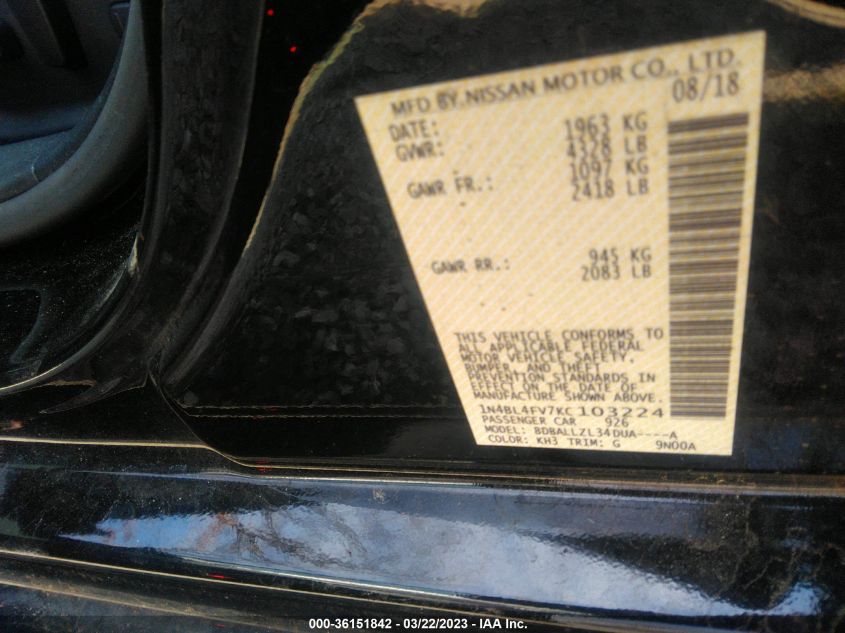 MFD BY NISSAN MOTOR CO., LTD.
DATE: 08/18
GVWR: 1963 KG
4328 LB
GAWR FR.: 1097 KG
2418 LB
GAWR RR.: 945 KG
2083 LB
THIS VEHICLE CONFORMS TO
ALL APPLICABLE FEDERAL
MOTOR VEHICLE SAFETY,
BUMPER AND THEFT
PREVENTION STANDARDS IN
EFFECT ON THE DATE OF
MANUFACTURE SHOWN ABOVE.
1N4BL4FV7KC103224
PASSENGER CAR 926
MODEL: BDBALLZL34DUA----A
COLOR: KH3 TRIM: G 9N00A
000-36151842 / 03/22/2023 - IAA Inc.